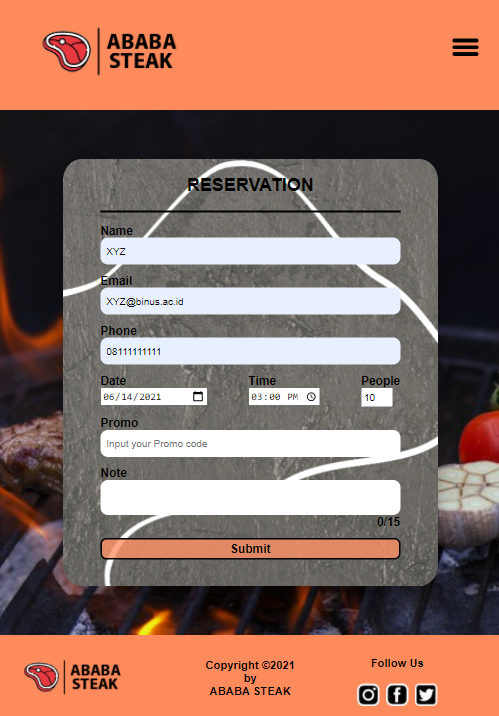 ABABA
STEAK
RESERVATION
Name
XYZ
Email
XYZ@binus.ac.id
Phone
08111111111
Date Time People
06/14/2021 03:00 PM 10
Promo
Input your Promo code
Note
0/15
Submit
ABABA
STEAK
Copyright ©2021
by
ABABA STEAK
Follow Us